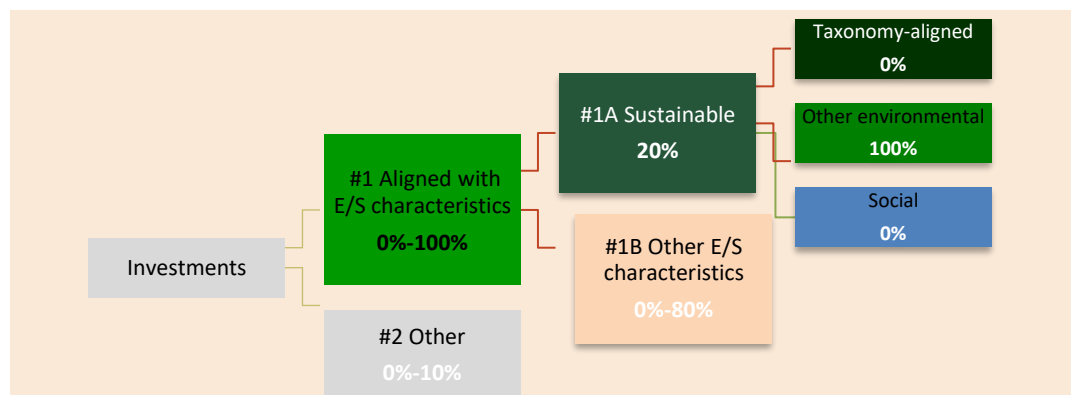 Investments
#1 Aligned with
E/S characteristics
0%-100%
#2 Other
0%-10%
#1A Sustainable
20%
#1B Other E/S
characteristics
0%-80%
Taxonomy-aligned
0%
Other environmental
100%
Social
0%